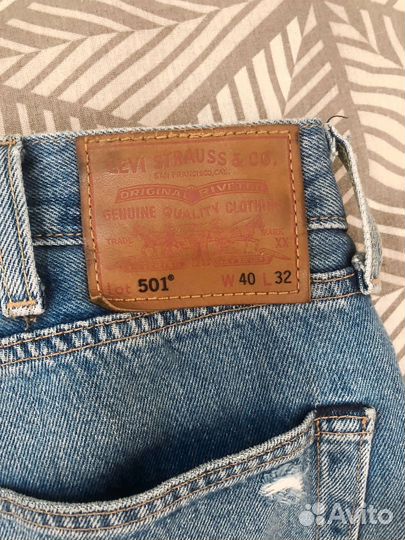 LEVI STRAUSS & CO.
SAN FRANCISCO, CAL.
ORIGINAL RIVETED
GENUINE QUALITY CLOTHING
TRADE MARK
XX
Lot 501® W 40 L 32
Avito